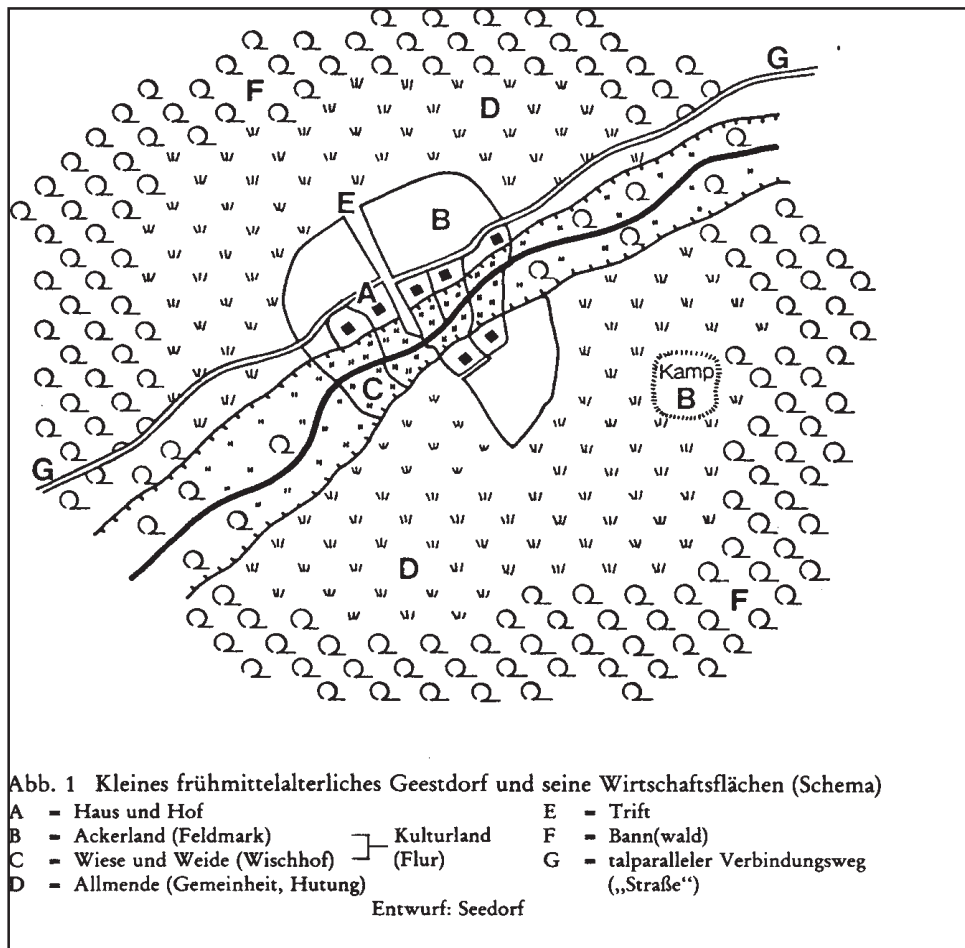 G
F
D
E
B
A
Kamp
B
C
G
D
F
Abb. 1 Kleines frühmittelalterliches Geestdorf und seine Wirtschaftsflächen (Schema)
A = Haus und Hof
B = Ackerland (Feldmark)
C = Wiese und Weide (Wischhof)
Kulturland
(Flur)
D = Allmende (Gemeinheit, Hutung)
E = Trift
F = Bann(wald)
G = talparalleler Verbindungsweg
(„Straße“)
Entwurf: Seedorf